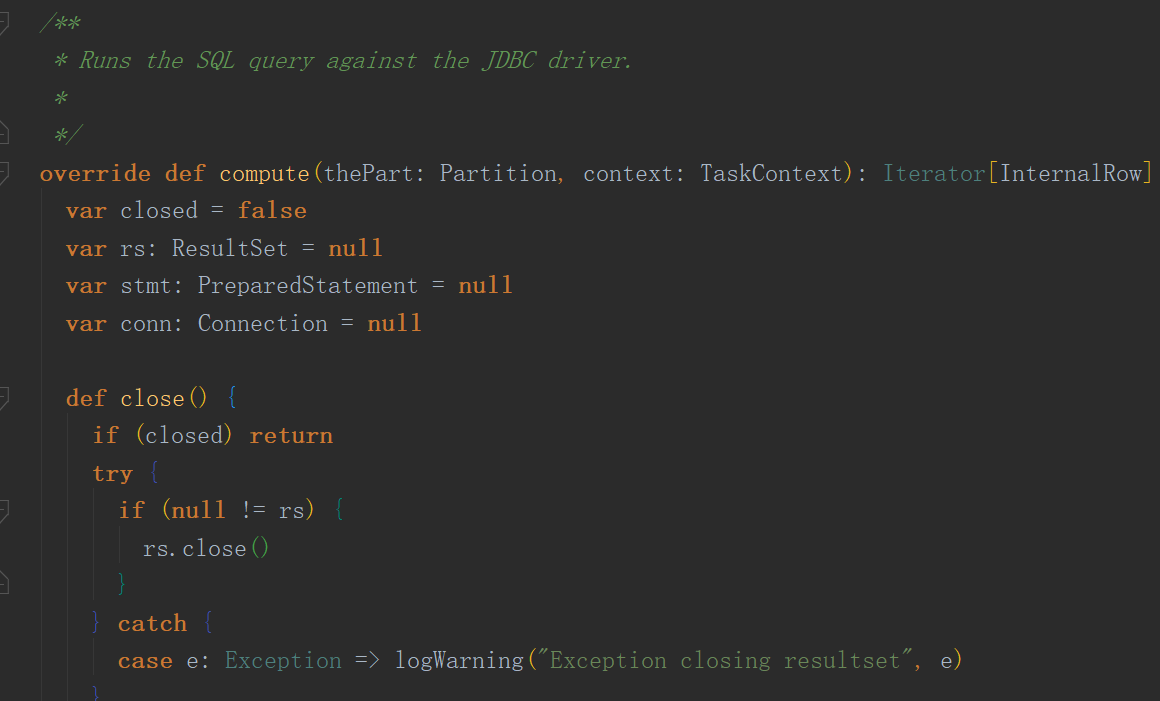 /**
 * Runs the SQL query against the JDBC driver.
 *
 */
override def compute(thePart: Partition, context: TaskContext): Iterator[InternalRow]
  var closed = false
  var rs: ResultSet = null
  var stmt: PreparedStatement = null
  var conn: Connection = null

  def close() {
    if (closed) return
    try {
      if (null != rs) {
        rs.close()
      }
    } catch {
      case e: Exception => logWarning("Exception closing resultset", e)
    }